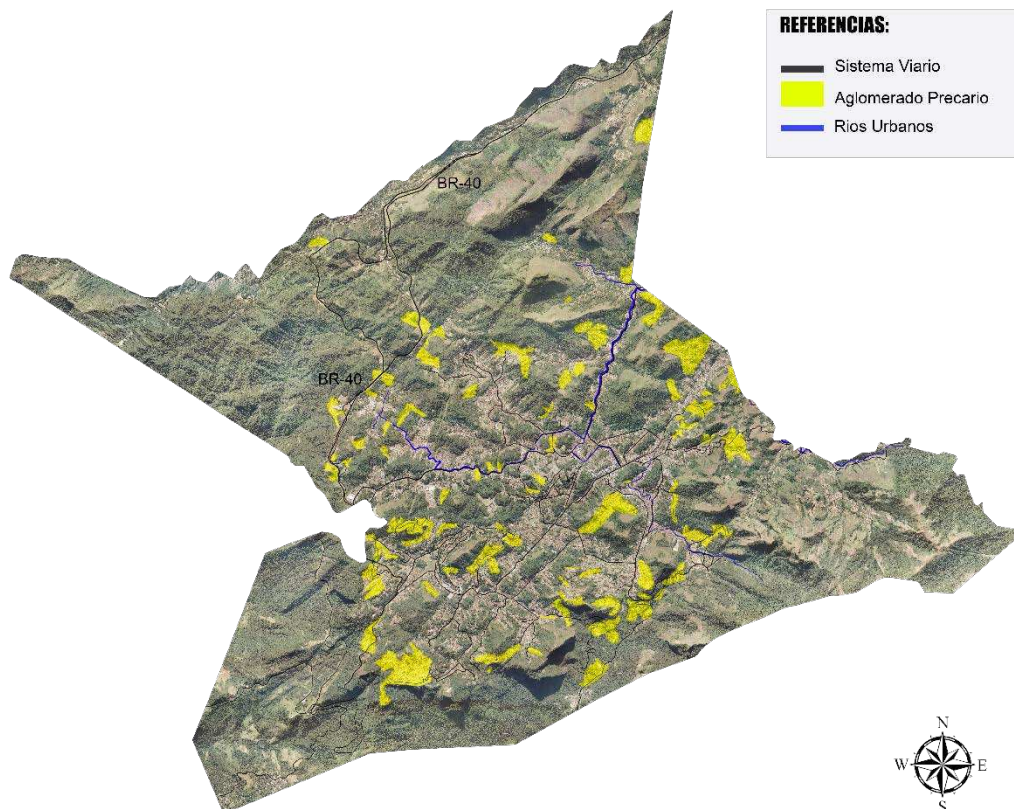 REFERENCIAS:
Sistema Viario
Aglomerado Precario
Rios Urbanos
BR-40
BR-40
N
W E
S